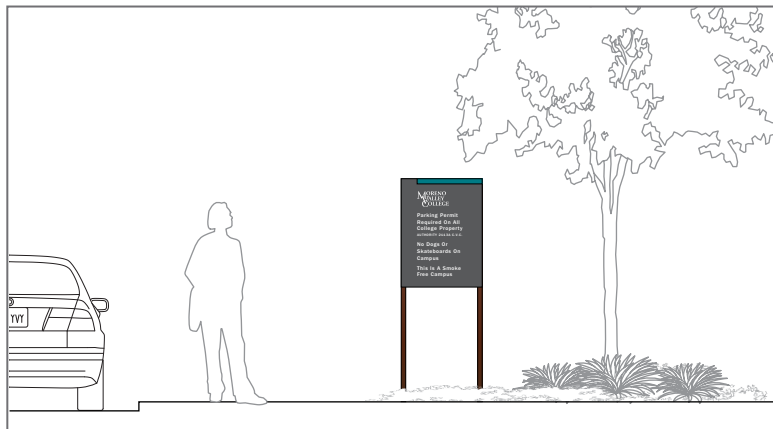 YVY
MORENO
VALLEY
COLLEGE
Parking Permit
Required On All
College Property
No Dogs Or
Skateboards On
Campus
This Is A Smoke
Free Campus